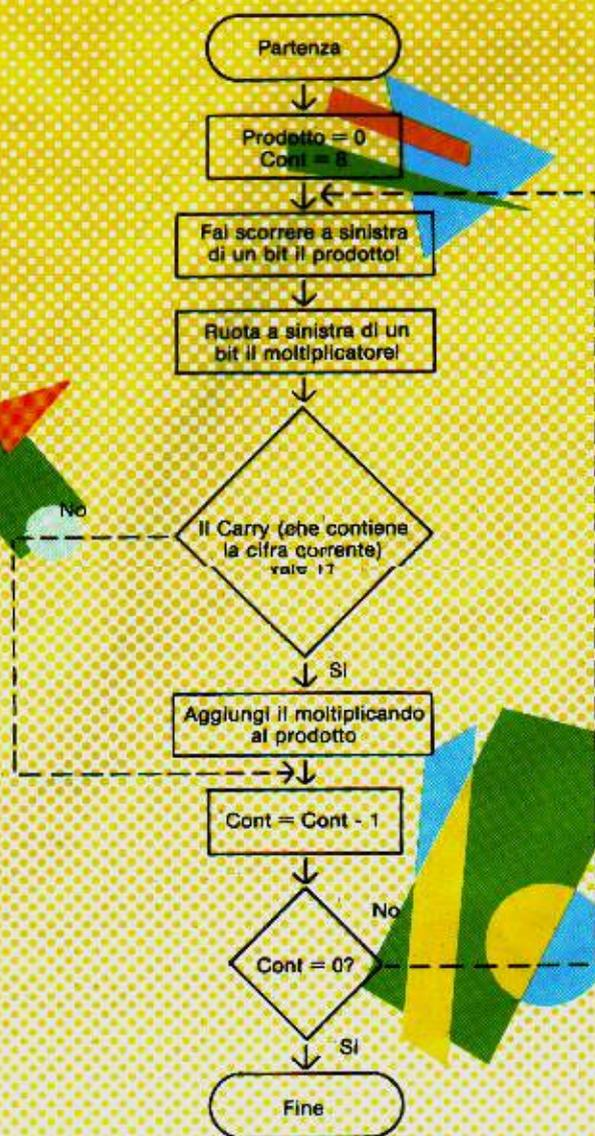 Partenza
Prodotto = 0
Cont = 8
Fai scorrere a sinistra
di un bit il prodotto!
Ruota a sinistra di un
bit il moltiplicatore!
No
Il Carry (che contiene
la cifra corrente)
vale 1?
Si
Aggiungi il moltiplicando
al prodotto
Cont = Cont - 1
No
Cont = 0?
Si
Fine